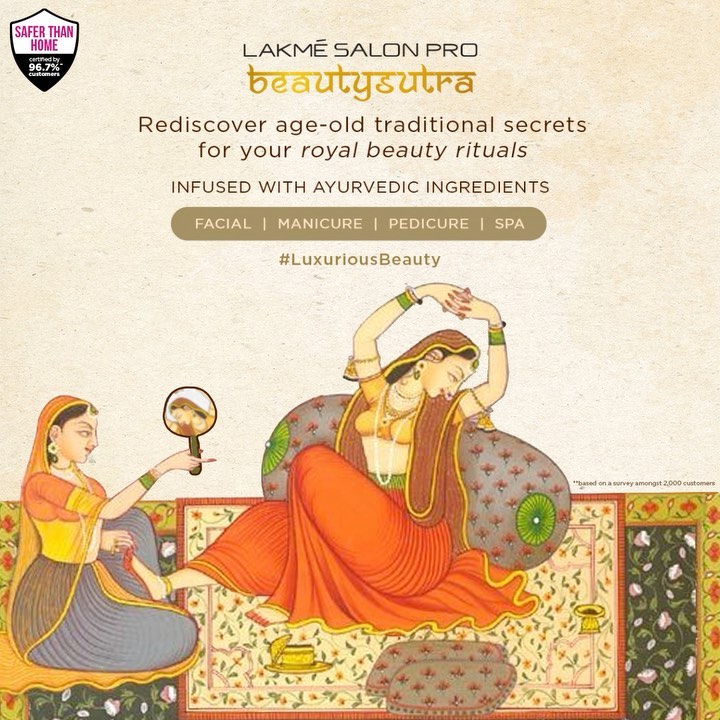 SAFER THAN
HOME
certified by
96.7%**
customers
LAKMÉ SALON PRO
beautysutra
Rediscover age-old traditional secrets
for your royal beauty rituals
INFUSED WITH AYURVEDIC INGREDIENTS
FACIAL | MANICURE | PEDICURE | SPA
#LuxuriousBeauty
**based on a survey amongst 2,000 customers